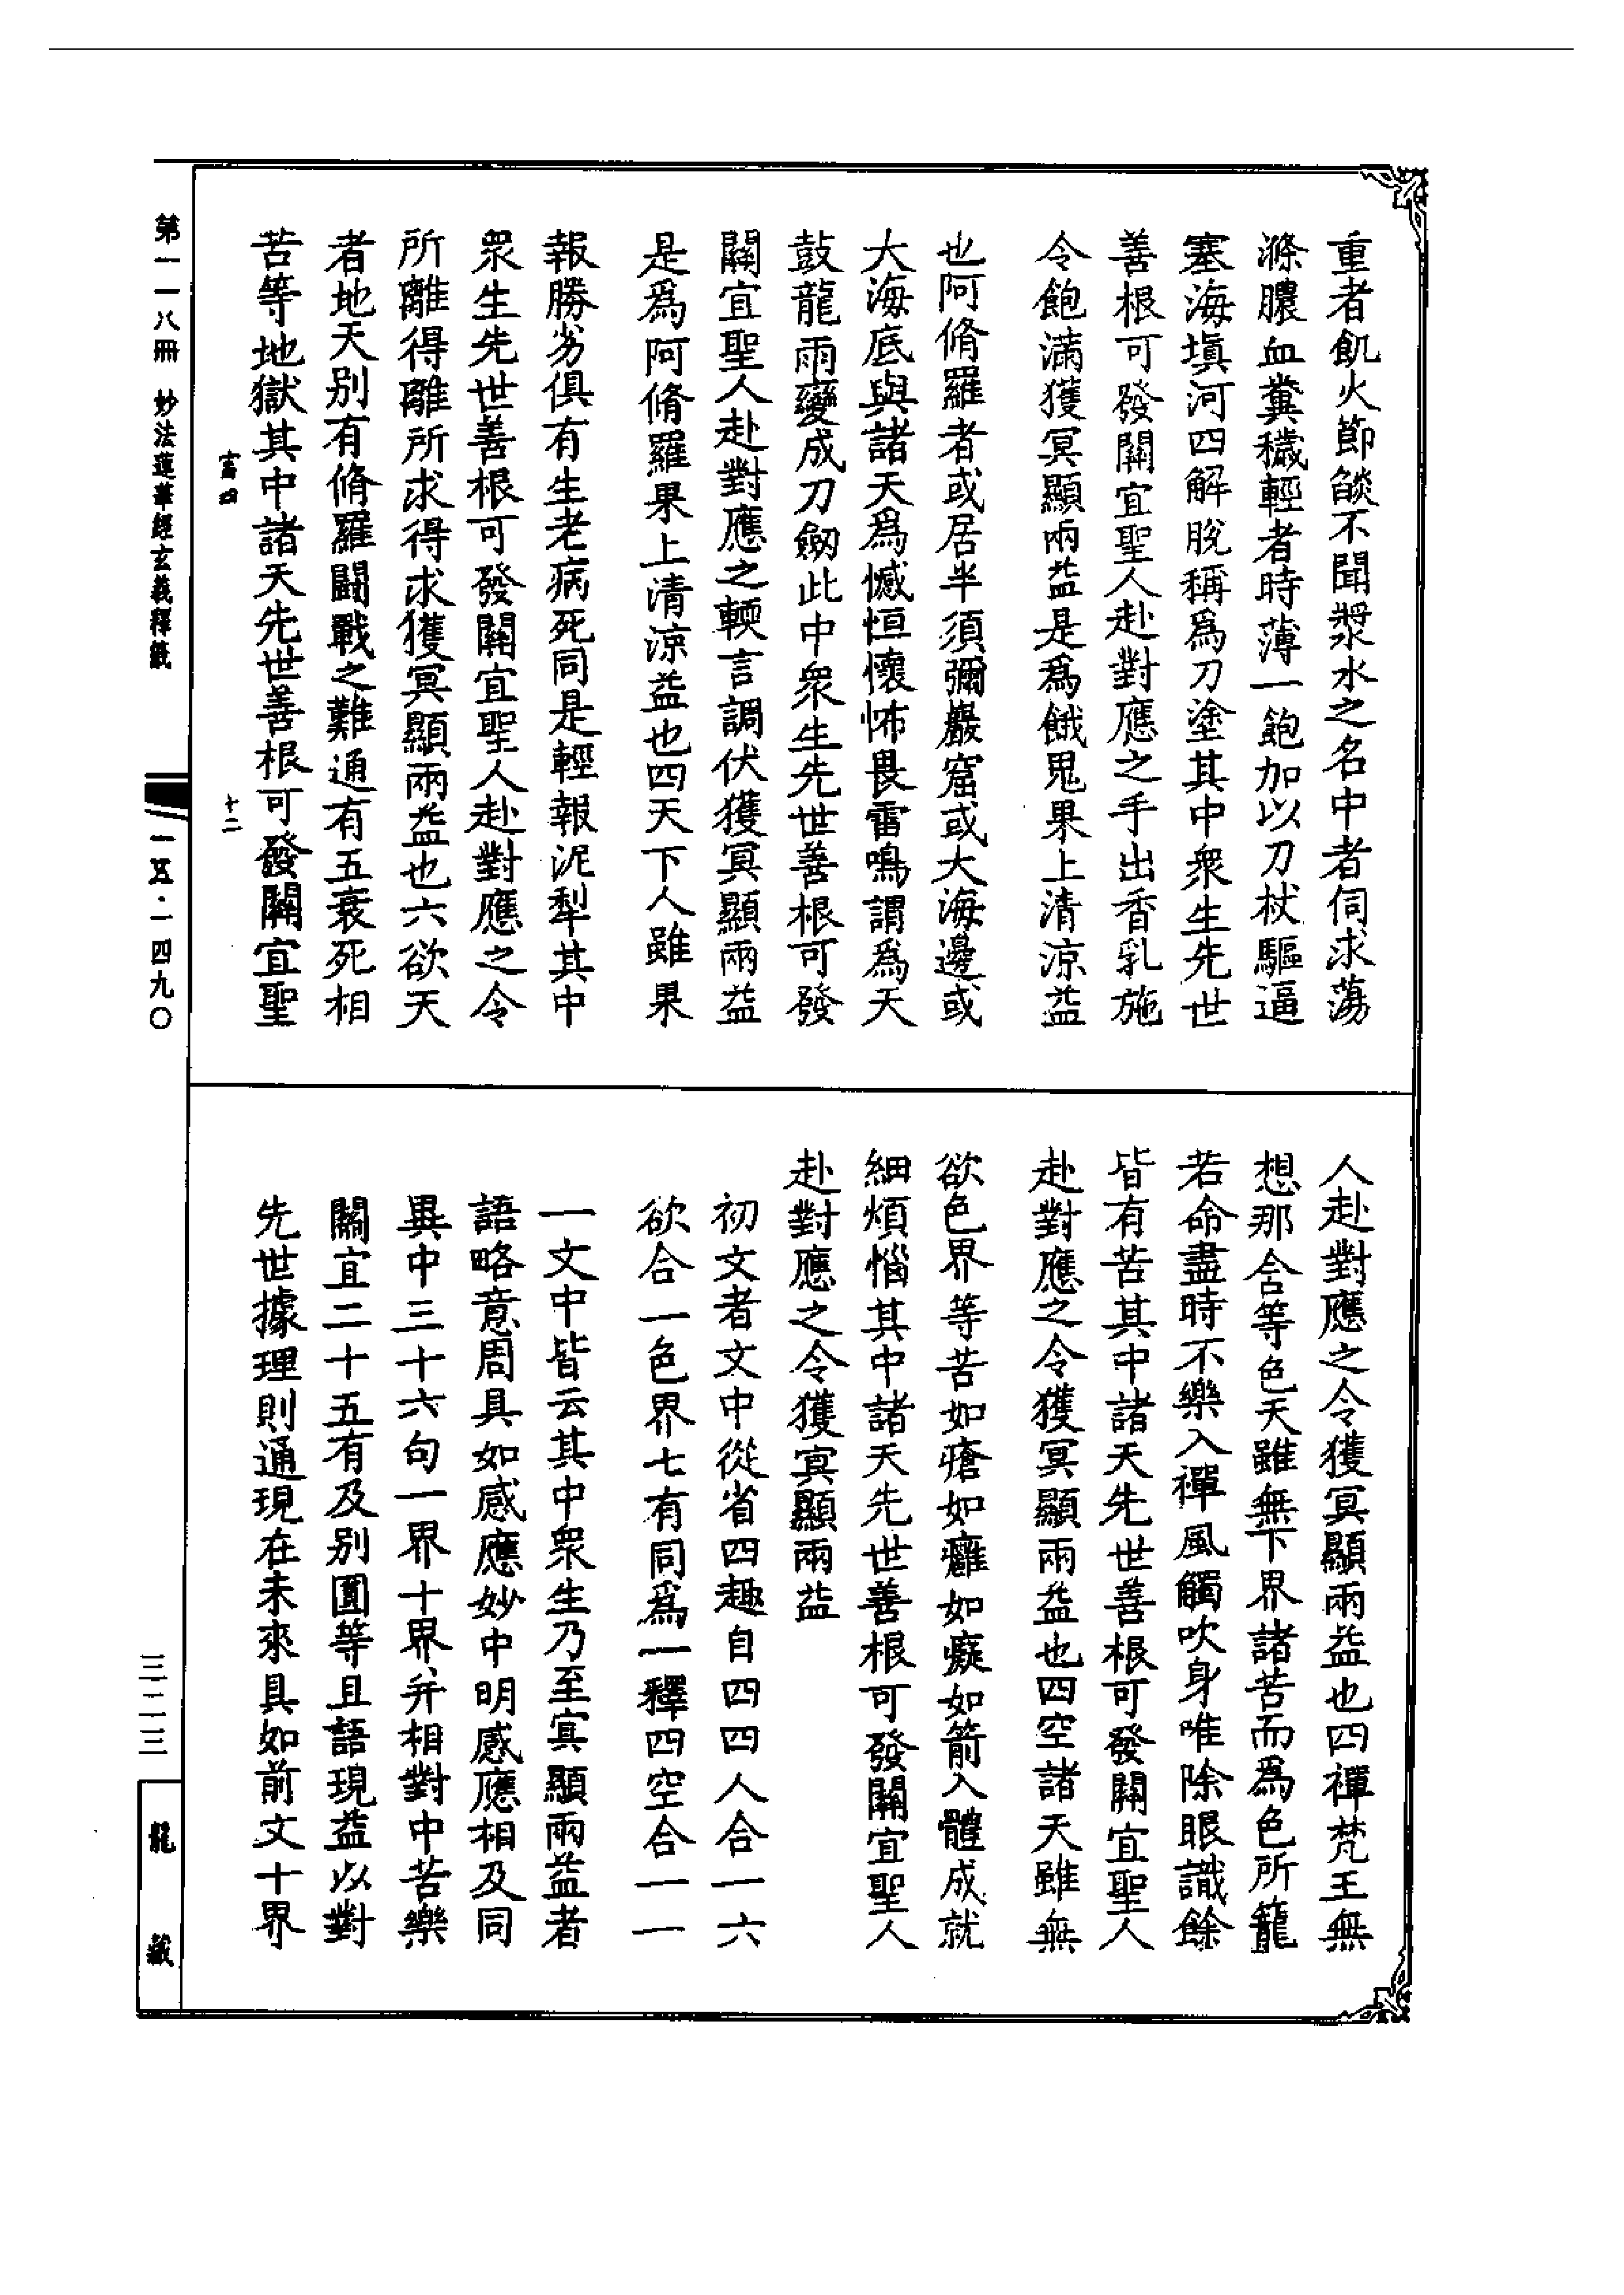 重者飢火節𦦨不聞漿水之名中者伺求蕩
滌膿血糞穢輕者時薄一飽加以刀杖驅逼
塞海塡河四解脫稱爲刀塗其中衆生先世
善根可發關宜聖人赴對應之手出香乳施
令飽滿獲冥顯兩益是爲餓鬼果上清涼益
也阿脩羅者或居半須彌巖窟或大海邊或
大海底與諸天爲憾恒懷怖畏雷鳴謂爲天
鼓龍雨變成刀劒此中衆生先世善根可發
關宜聖人赴對應之輭言調伏獲冥顯兩益
是爲阿脩羅果上清涼益也四天下人雖果
報勝劣俱有生老病死同是輕報泥犁其中
衆生先世善根可發關宜聖人赴對應之令
所離得離所求得求獲冥顯兩益也六欲天
者地天别有脩羅鬭戰之難通有五衰死相
苦等地獄其中諸天先世善根可發關宜聖
人赴對應之令獲冥顯兩益也四禪梵王無
想那含等色天雖無下界諸苦而爲色所籠
若命盡時不樂入禪風觸吹身唯除眼識餘
皆有苦其中諸天先世善根可發關宜聖人
赴對應之令獲冥顯兩益也四空諸天雖無
欲色界等苦如瘡如癰如癡如箭入體成就
細煩惱其中諸天先世善根可發關宜聖人
赴對應之令獲冥顯兩益
初文者文中從省四趣自四四人合一六
欲合一色界七有同爲一釋四空合一一
一文中皆云其中衆生乃至冥顯兩益者
語略意周具如感應妙中明感應相及同
異中三十六句一界十界并相對中苦樂
關宜二十五有及别圓等且語現益以對
先世據理則通現在未來具如前文十界
第一一八冊 妙法蓮華經玄義釋籤
富四
十二
一五·一四九〇
三二三
龍藏